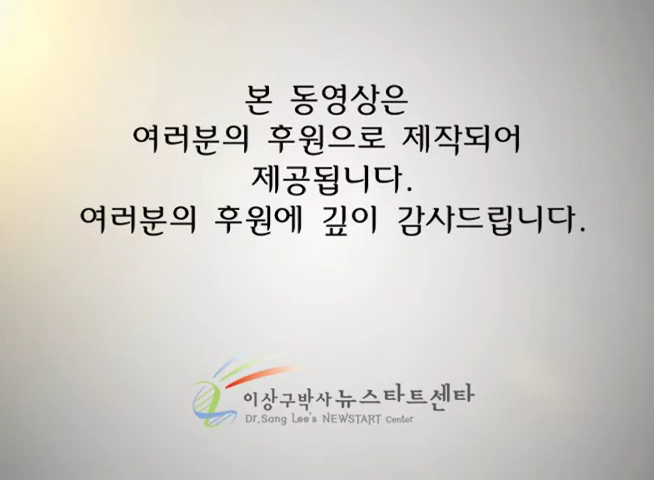 본 동영상은
여러분의 후원으로 제작되어
제공됩니다.
여러분의 후원에 깊이 감사드립니다.
이상구박사뉴스타트센타
Dr.Sang Lee's NEWSTART Center